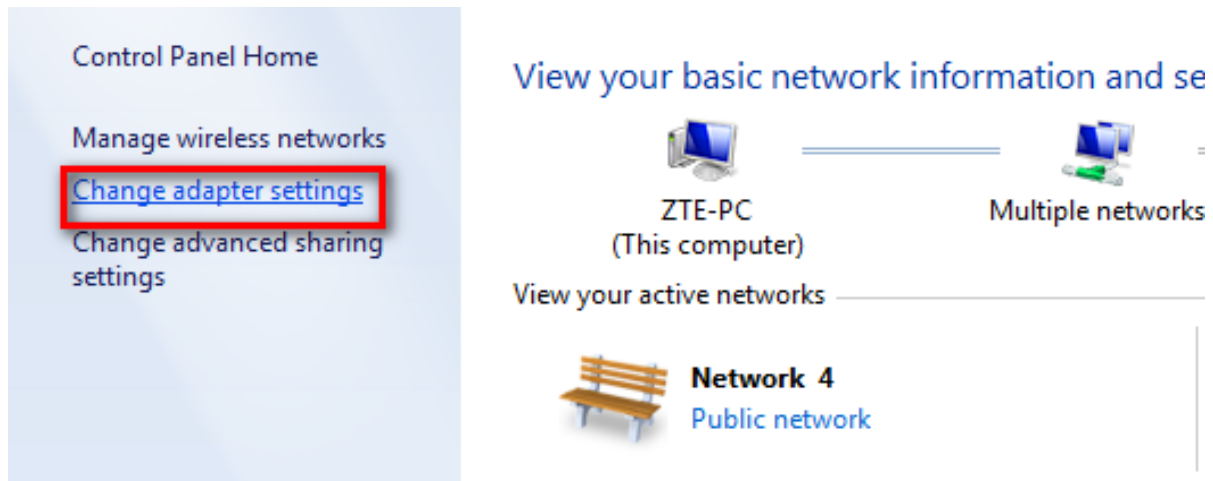 Control Panel Home
Manage wireless networks
Change adapter settings
Change advanced sharing
settings
View your basic network information and se
ZTE-PC
(This computer)
Multiple networks
View your active networks
Network 4
Public network